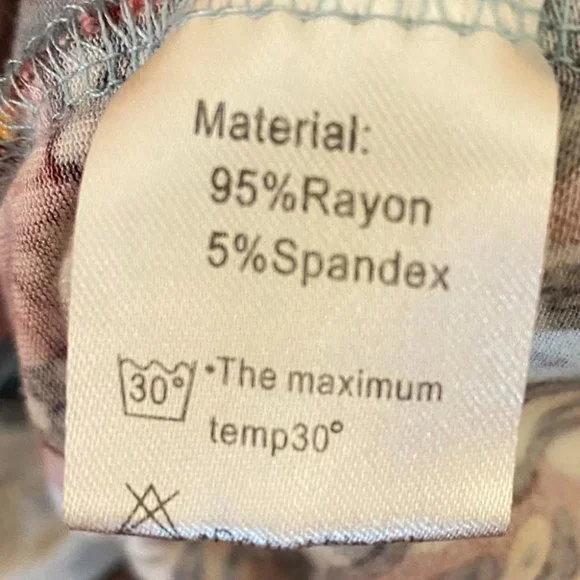 Material:
95%Rayon
5%Spandex
30° •The maximum
temp30°